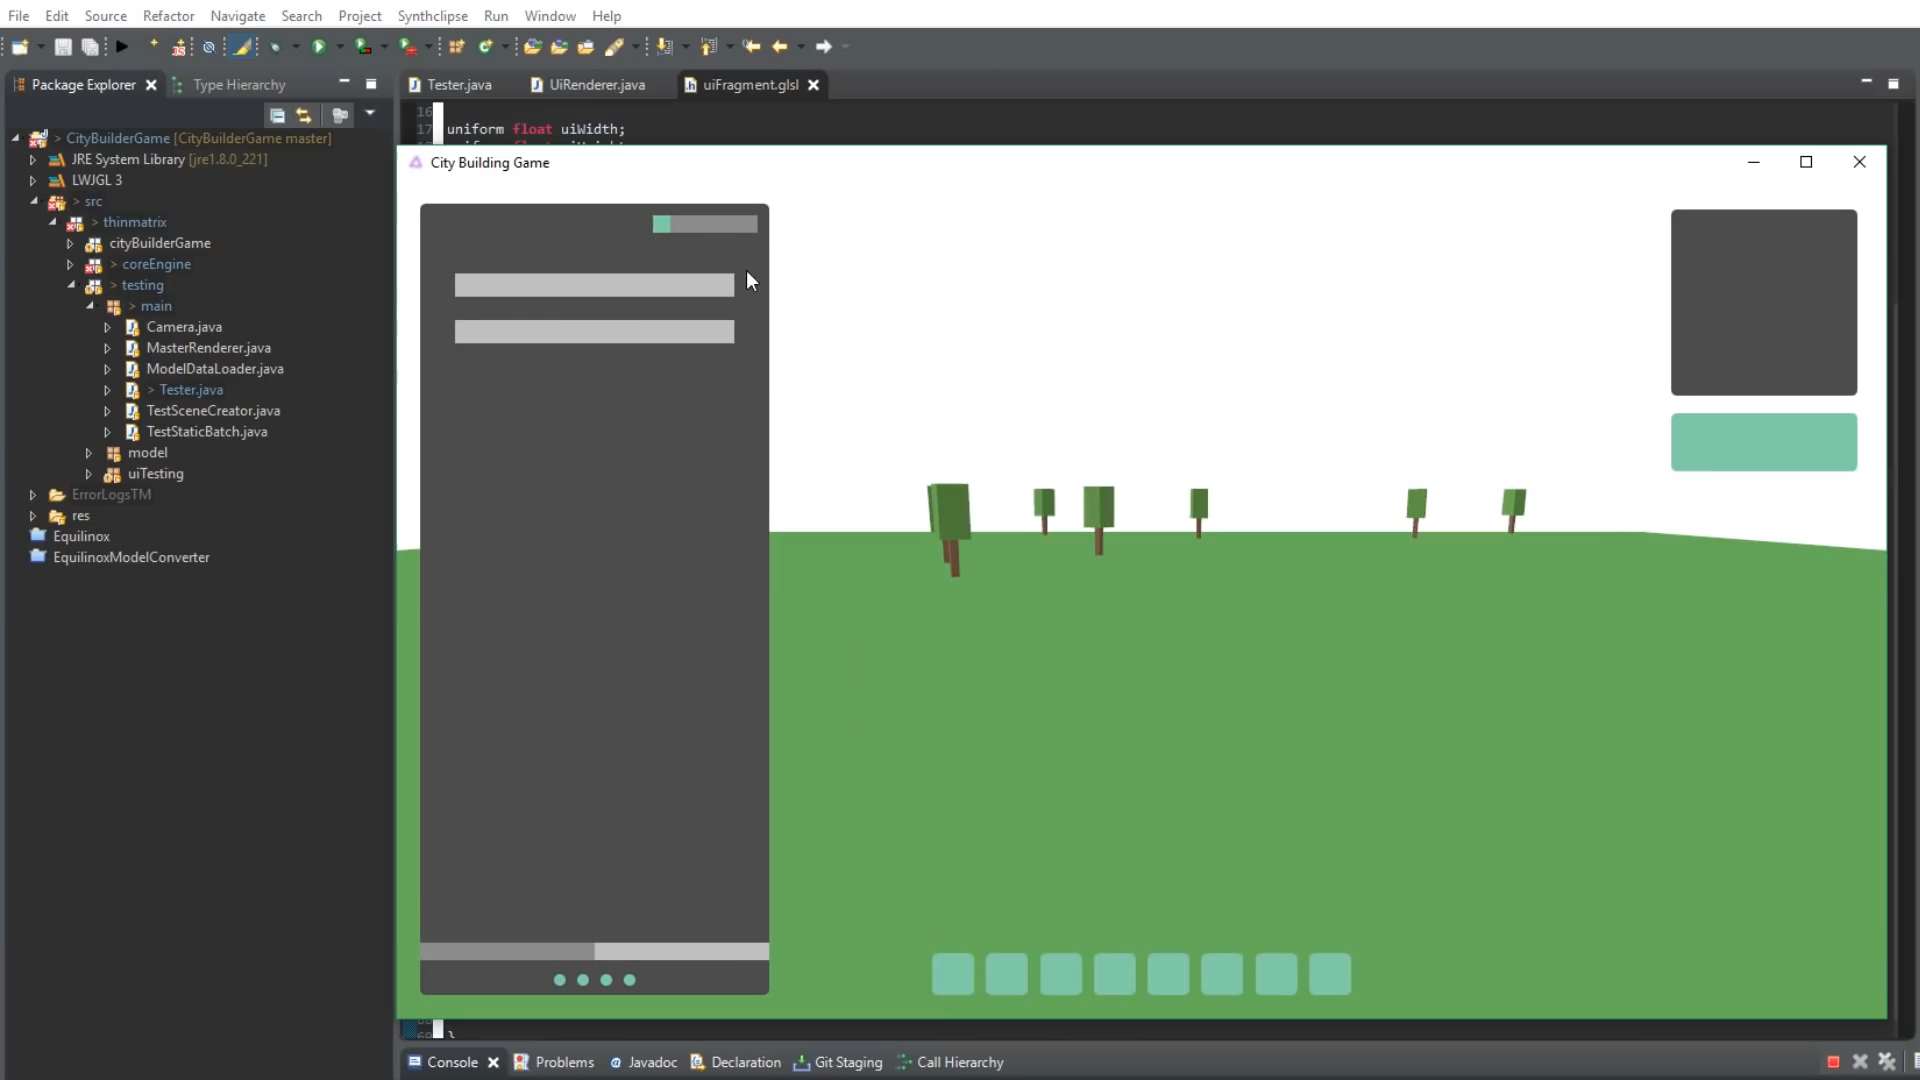 File Edit Source Refactor Navigate Search Project Synthclipse Run Window Help
Package Explorer Type Hierarchy
Tester.java UiRenderer.java uiFragment.glsl
16
17 uniform float uiWidth;
City Building Game
> CityBuilderGame [CityBuilderGame master]
JRE System Library [jre1.8.0_221]
LWJGL 3
> src
> thinmatrix
cityBuilderGame
> coreEngine
> testing
> main
Camera.java
MasterRenderer.java
ModelDataLoader.java
> Tester.java
TestSceneCreator.java
TestStaticBatch.java
model
uiTesting
ErrorLogsTM
res
Equilinox
EquilinoxModelConverter
Console Problems Javadoc Declaration Git Staging Call Hierarchy